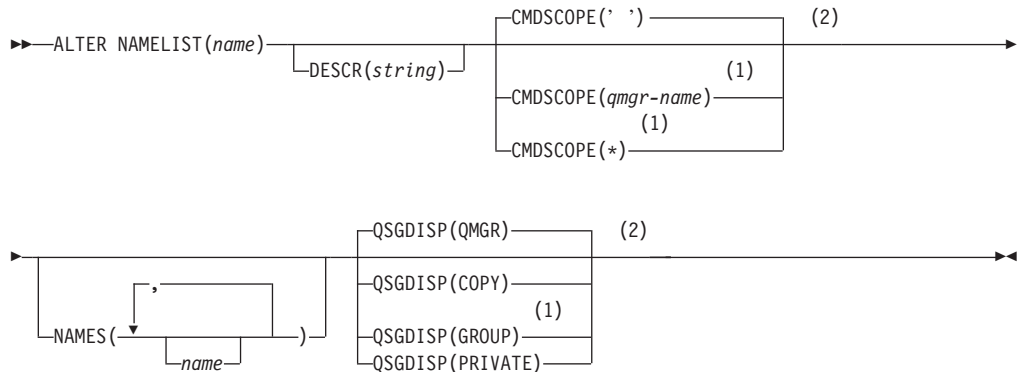 CMDSCOPE(' ') (2)
ALTER NAMELIST(name)
DESCR(string)
(1)
CMDSCOPE(qmgr-name)
(1)
CMDSCOPE(*)
QSGDISP(QMGR) (2)
,
NAMES( name )
QSGDISP(COPY)
(1)
QSGDISP(GROUP)
QSGDISP(PRIVATE)